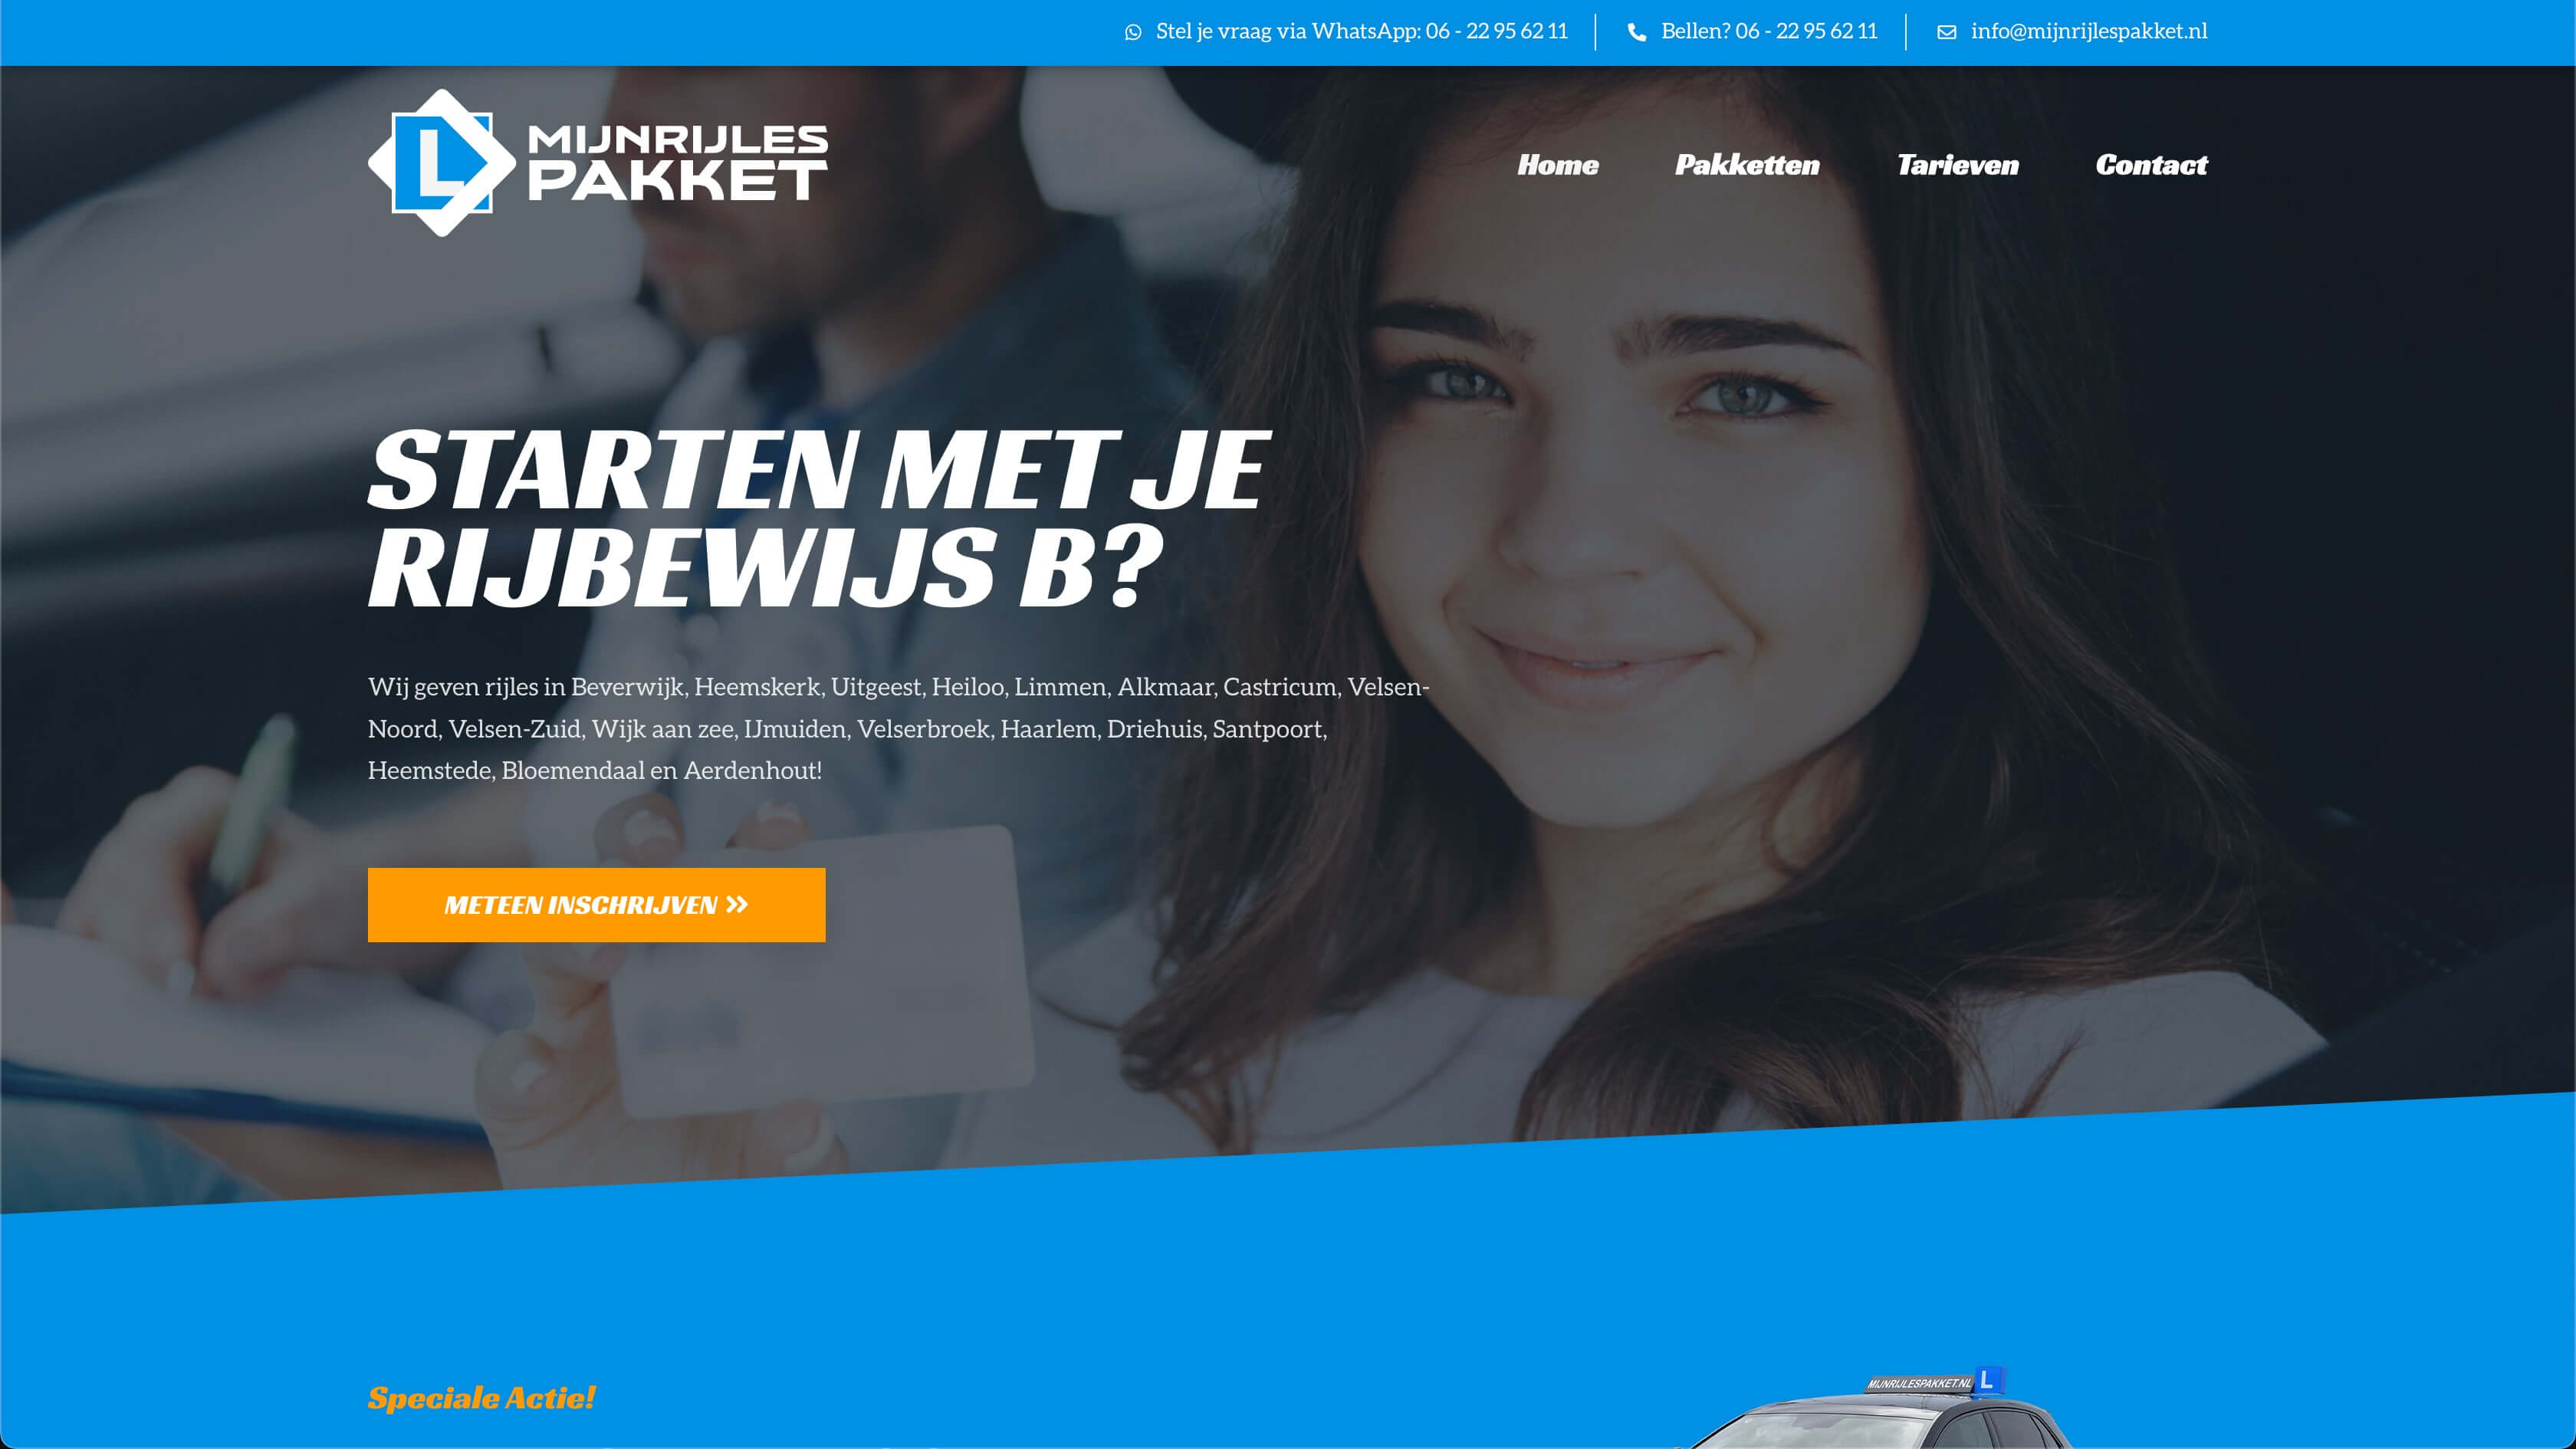 Stel je vraag via WhatsApp: 06 - 22 95 62 11
Bellen? 06 - 22 95 62 11
info@mijnrijlespakket.nl
L
MIJNRIJLES
PAKKET
Home
Pakketten
Tarieven
Contact
STARTEN MET JE
RIJBEWIJS B?
Wij geven rijles in Beverwijk, Heemskerk, Uitgeest, Heiloo, Limmen, Alkmaar, Castricum, Velsen-
Noord, Velsen-Zuid, Wijk aan zee, IJmuiden, Velserbroek, Haarlem, Driehuis, Santpoort,
Heemstede, Bloemendaal en Aerdenhout!
METEEN INSCHRIJVEN »
Speciale Actie!
MIJNRIJLESPAKKET.NL L